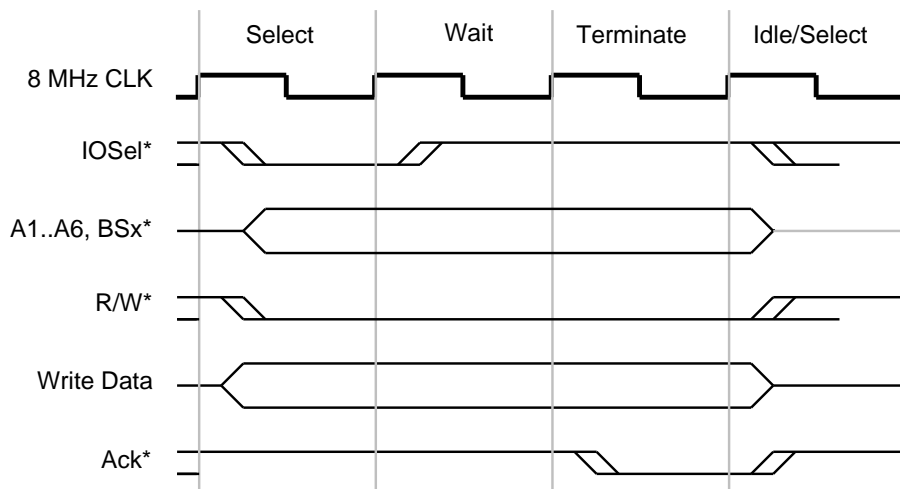 Select Wait Terminate Idle/Select
8 MHz CLK
IOSel*
A1..A6, BSx*
R/W*
Write Data
Ack*